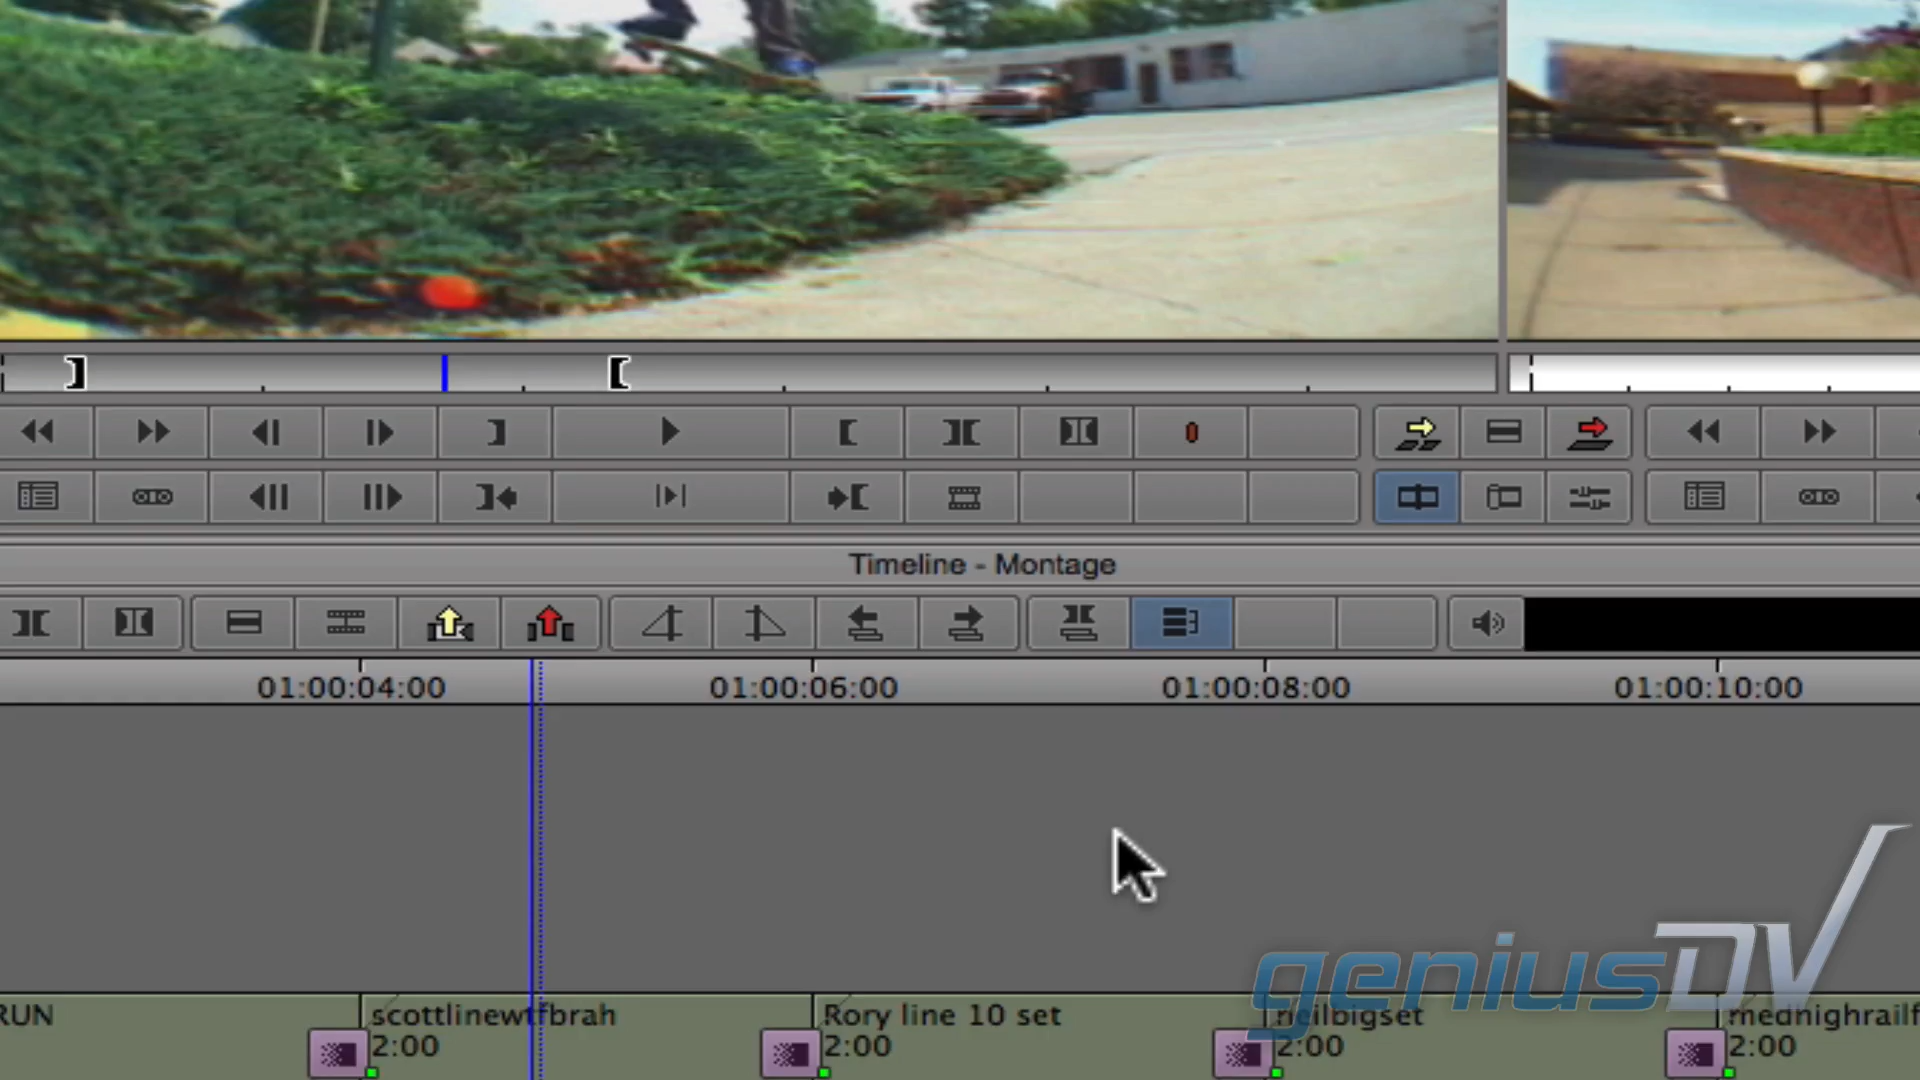 Timeline - Montage
01:00:04:00
01:00:06:00
01:00:08:00
01:00:10:00
geniusDV
RUN
scottlinewtfbrah
2:00
Rory line 10 set
2:00
neilbigset
2:00
medhighrailf
2:00